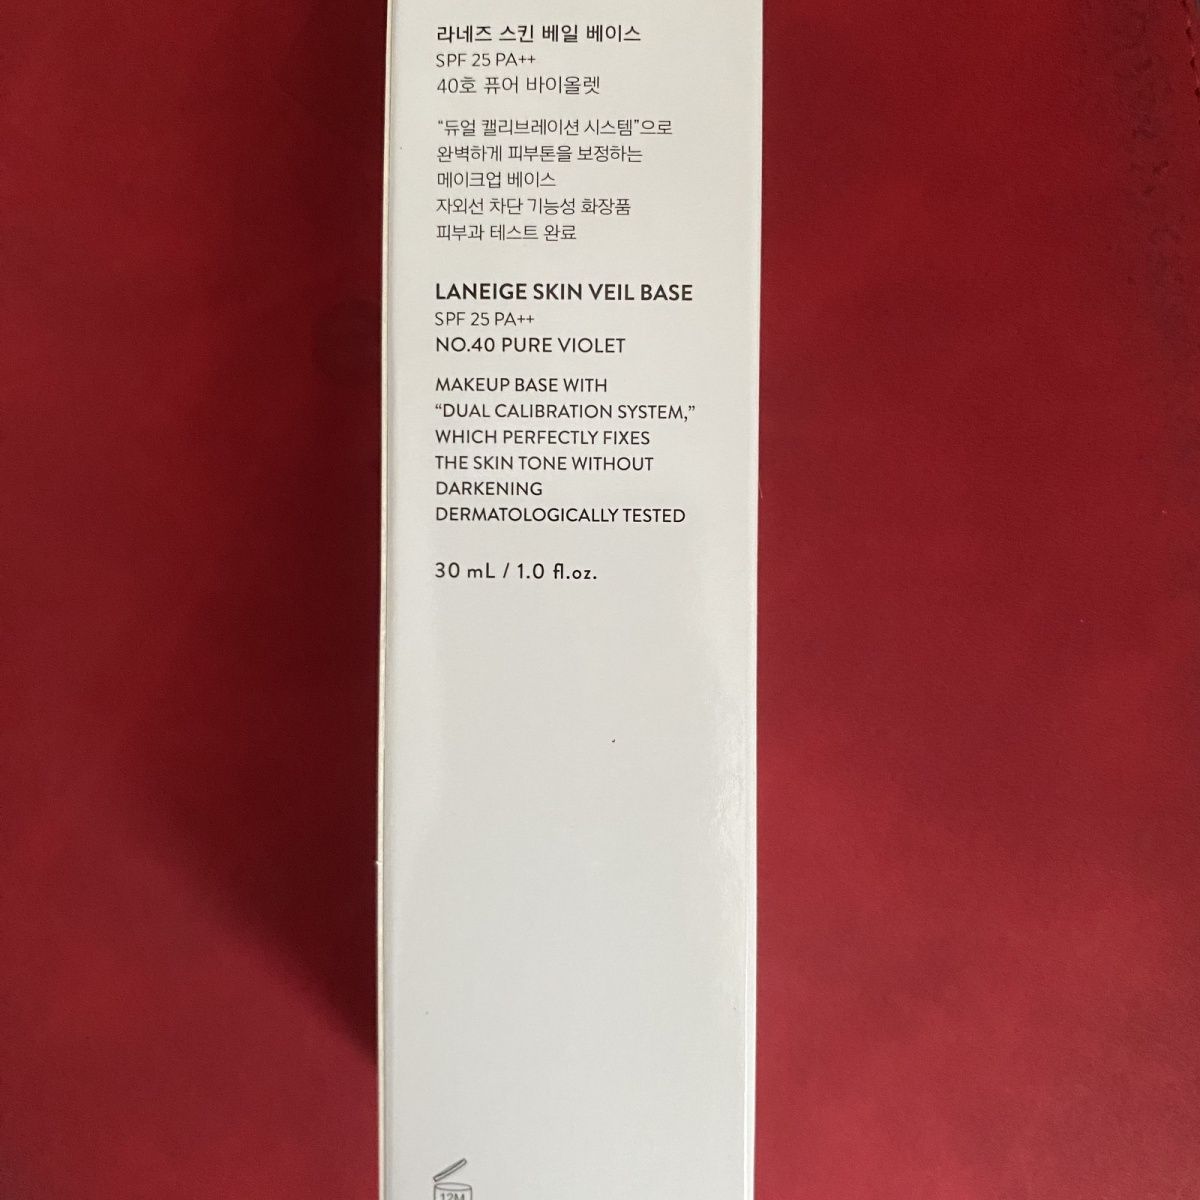 라네즈 스킨 베일 베이스
SPF 25 PA++
40호 퓨어 바이올렛
“듀얼 캘리브레이션 시스템”으로
완벽하게 피부톤을 보정하는
메이크업 베이스
자외선 차단 기능성 화장품
피부과 테스트 완료
LANEIGE SKIN VEIL BASE
SPF 25 PA++
NO.40 PURE VIOLET
MAKEUP BASE WITH
“DUAL CALIBRATION SYSTEM,”
WHICH PERFECTLY FIXES
THE SKIN TONE WITHOUT
DARKENING
DERMATOLOGICALLY TESTED
30 mL / 1.0 fl.oz.
12M